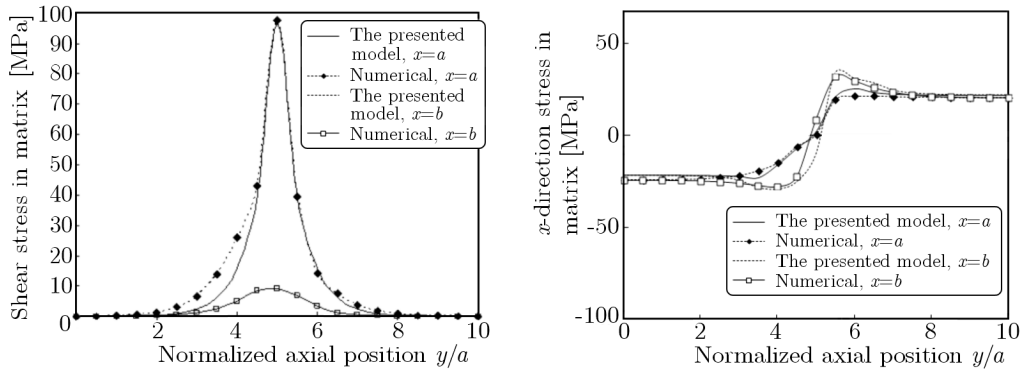 Shear stress in matrix [MPa]
100
90
80
70
60
50
40
30
20
10
0
2
4
6
8
10
Normalized axial position y/a
The presented
model, x=a
Numerical, x=a
The presented
model, x=b
Numerical, x=b
x-direction stress in
matrix [MPa]
50
0
-50
-100
0
2
4
6
8
10
Normalized axial position y/a
The presented model, x=a
Numerical, x=a
The presented model, x=b
Numerical, x=b